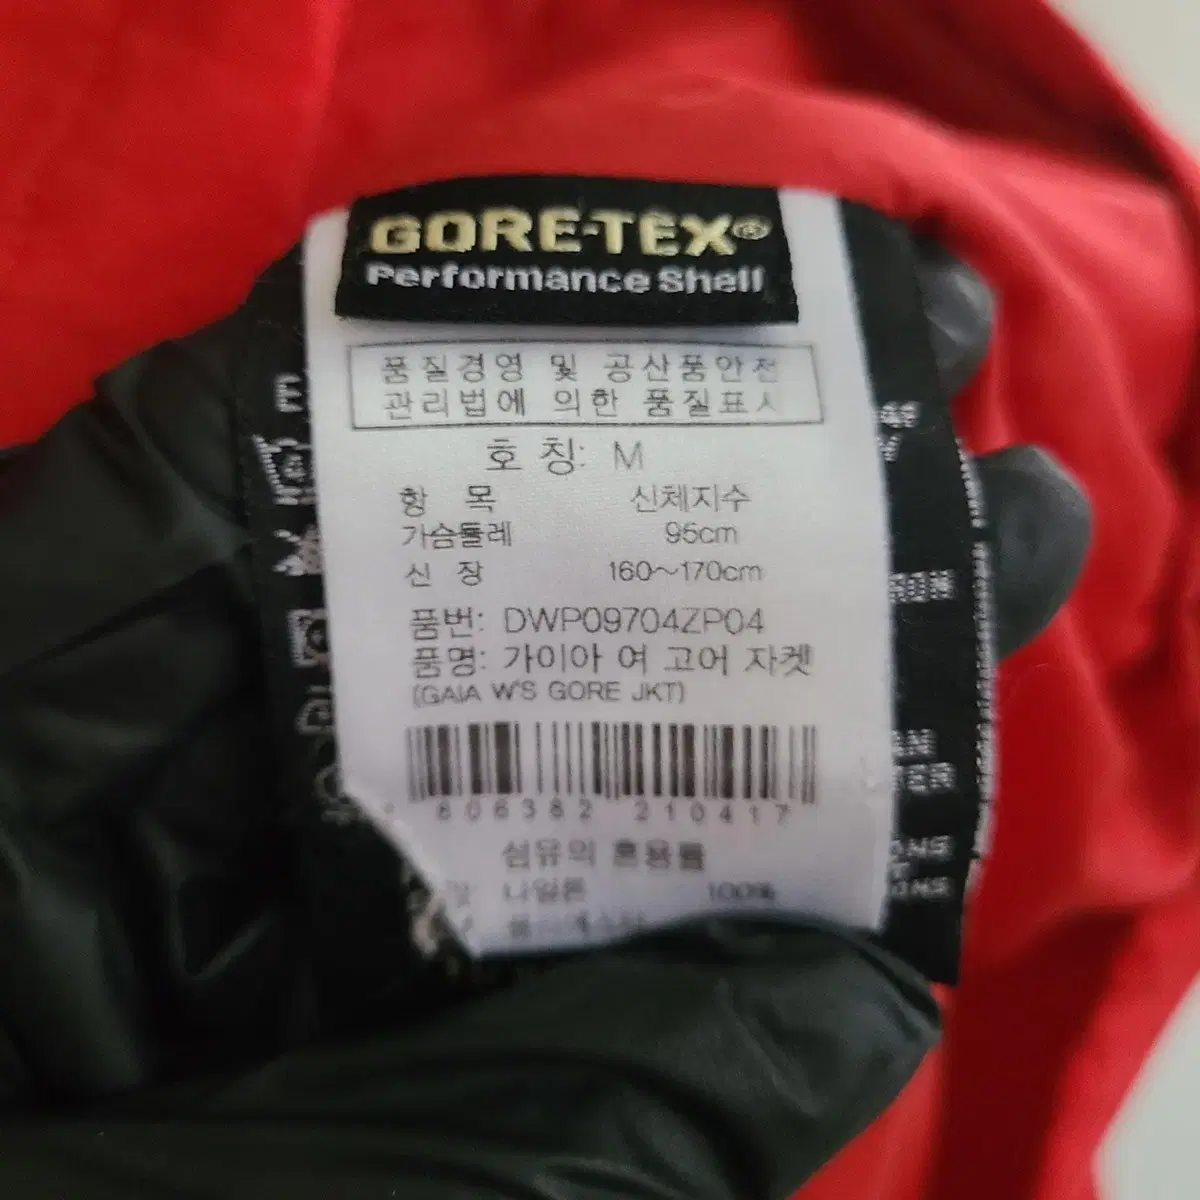 GORE-TEX®
Performance Shell
품질경영 및 공산품안전
관리법에 의한 품질표시
호 칭: M
항 목 신체지수
가슴둘레 95cm
신 장 160~170cm
품번: DWP09704ZP04
품명: 가이아 여 고어 자켓
(GAIA W'S GORE JKT)
606382 210417
섬유의 혼용률
나일론 100%